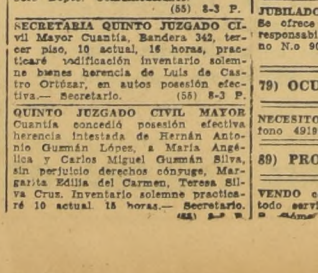 (55) 8-3 P.
SECRETARIA QUINTO JUZGADO CI-
vil Mayor Cuantía, Bandera 342, ter-
cer piso, 10 actual, 16 horas, prac-
ticaré modificación inventario solem-
ne bienes herencia de Luis de Cas-
tro Ortúzar, en autos posesión efec-
tiva.— Secretario. (55) 8-3 P.
QUINTO JUZGADO CIVIL MAYOR
Cuantía concedió posesión efectiva
herencia intestada de Hernán Anto-
nio Guzmán López, a María Angé-
lica y Carlos Miguel Guzmán Silva,
sin perjuicio derechos cónyuge, Mar-
garita Edilia del Carmen, Teresa Sil-
va Cruz. Inventario solemne practica-
ré 10 actual. 15 horas.— Secretario.
JUBILADO
Se ofrece
responsabi
no N.o 90
79) OCU
NECESITO
fono 4919
89) PRO
VENDO
todo servi